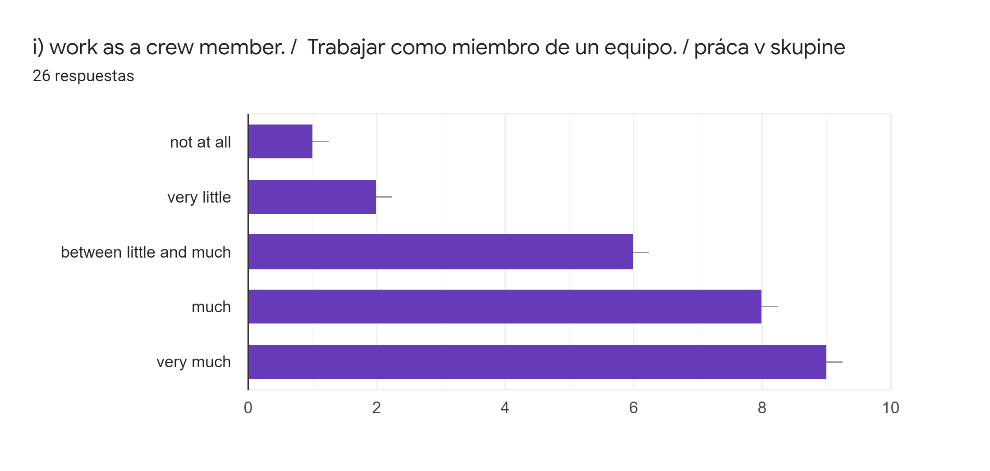 i) work as a crew member. /  Trabajar como miembro de un equipo. / práca v skupine
26 respuestas
not at all
very little
between little and much
much
very much
0 2 4 6 8 10